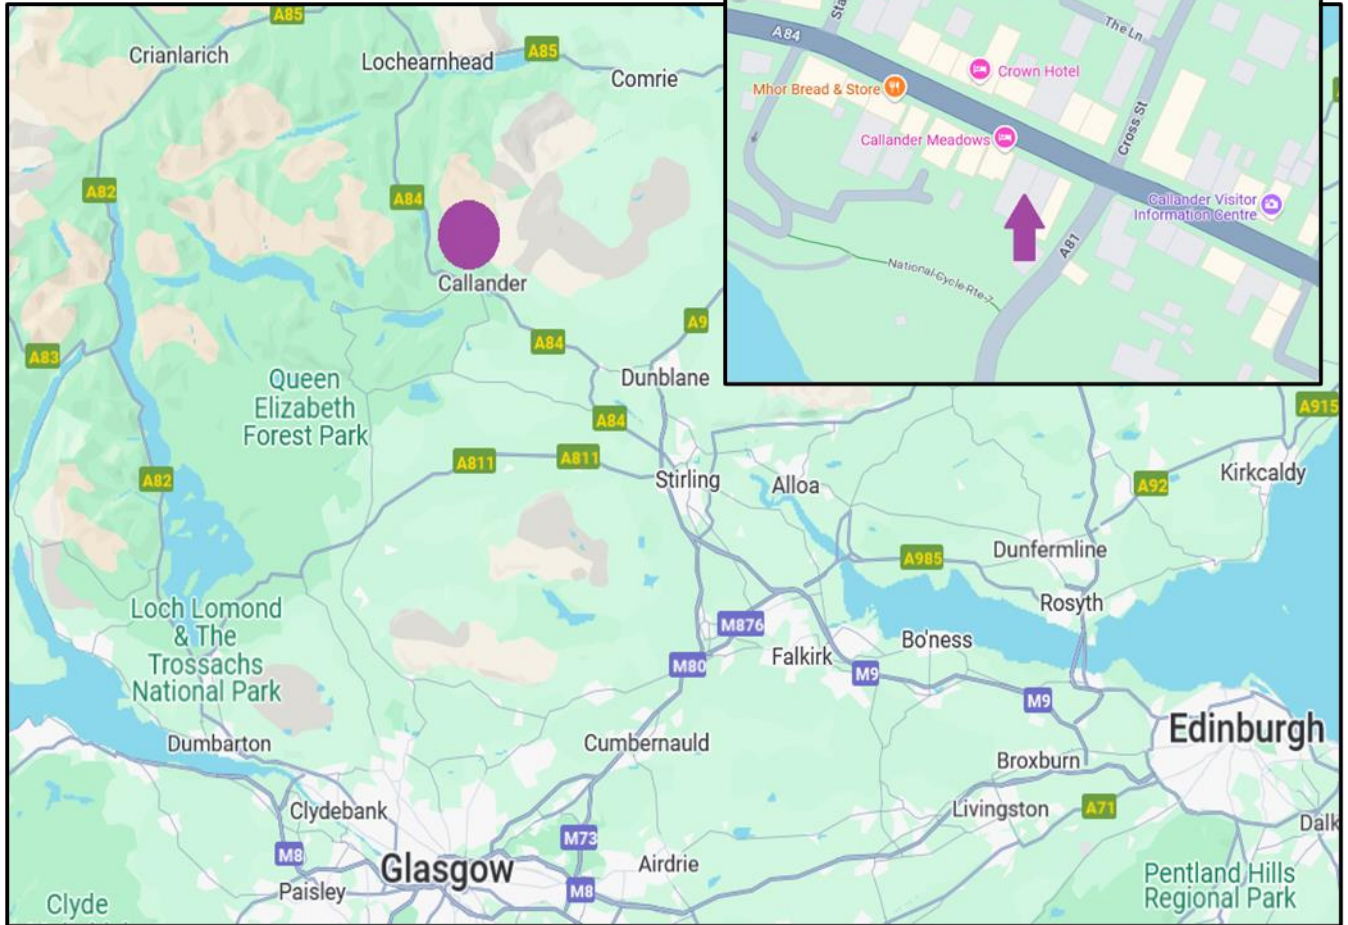 A85
Crianlarich
Lochearnhead
A85
Comrie
A82
A84
Callander
A84
A9
A83
Dunblane
Queen
Elizabeth
Forest Park
A84
A811
A811
A82
Stirling
Alloa
A915
Kirkcaldy
A92
A985
Dunfermline
Rosyth
Loch Lomond
& The
Trossachs
National Park
M876
Bo'ness
M80
Falkirk
M9
M9
Edinburgh
Dumbarton
Cumbernauld
Broxburn
Clydebank
Livingston
A71
Dalk
M73
M8
Glasgow
Airdrie
Paisley
M8
Pentland Hills
Regional Park
Clyde
Sta
The Ln
A84
Crown Hotel
Mhor Bread & Store
Callander Meadows
Cross St
Callander Visitor
Information Centre
A81
National Cycle Rte 7